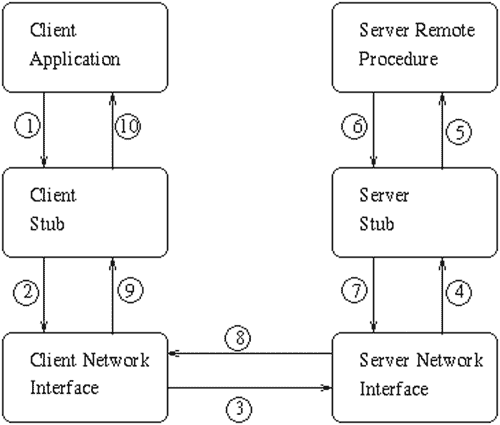 Client
Application
Server Remote
Procedure
1
10
6
5
Client
Stub
Server
Stub
2
9
7
4
Client Network
Interface
8
3
Server Network
Interface